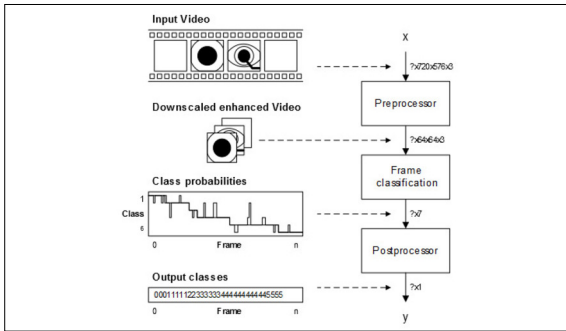 Input Video
X
?x720x576x3
Preprocessor
Downscaled enhanced Video
?x64x64x3
Frame
classification
Class probabilities
1
Class
6
0 Frame n
?x7
Postprocessor
Output classes
00011111223333333444444444445555
0 Frame n
?x1
y